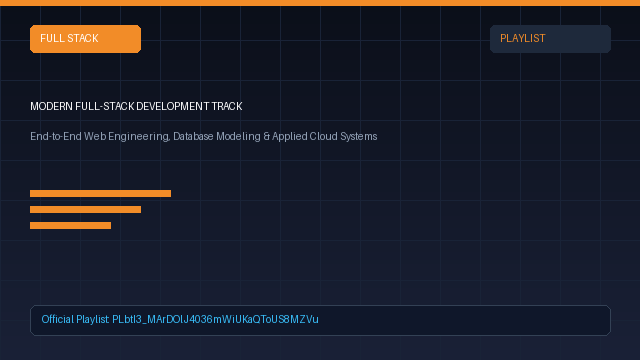 FULL STACK
PLAYLIST
MODERN FULL-STACK DEVELOPMENT TRACK
End-to-End Web Engineering, Database Modeling & Applied Cloud Systems
Official Playlist: PLbtI3_MArDOlJ4036mWiUKaQToUS8MZVu